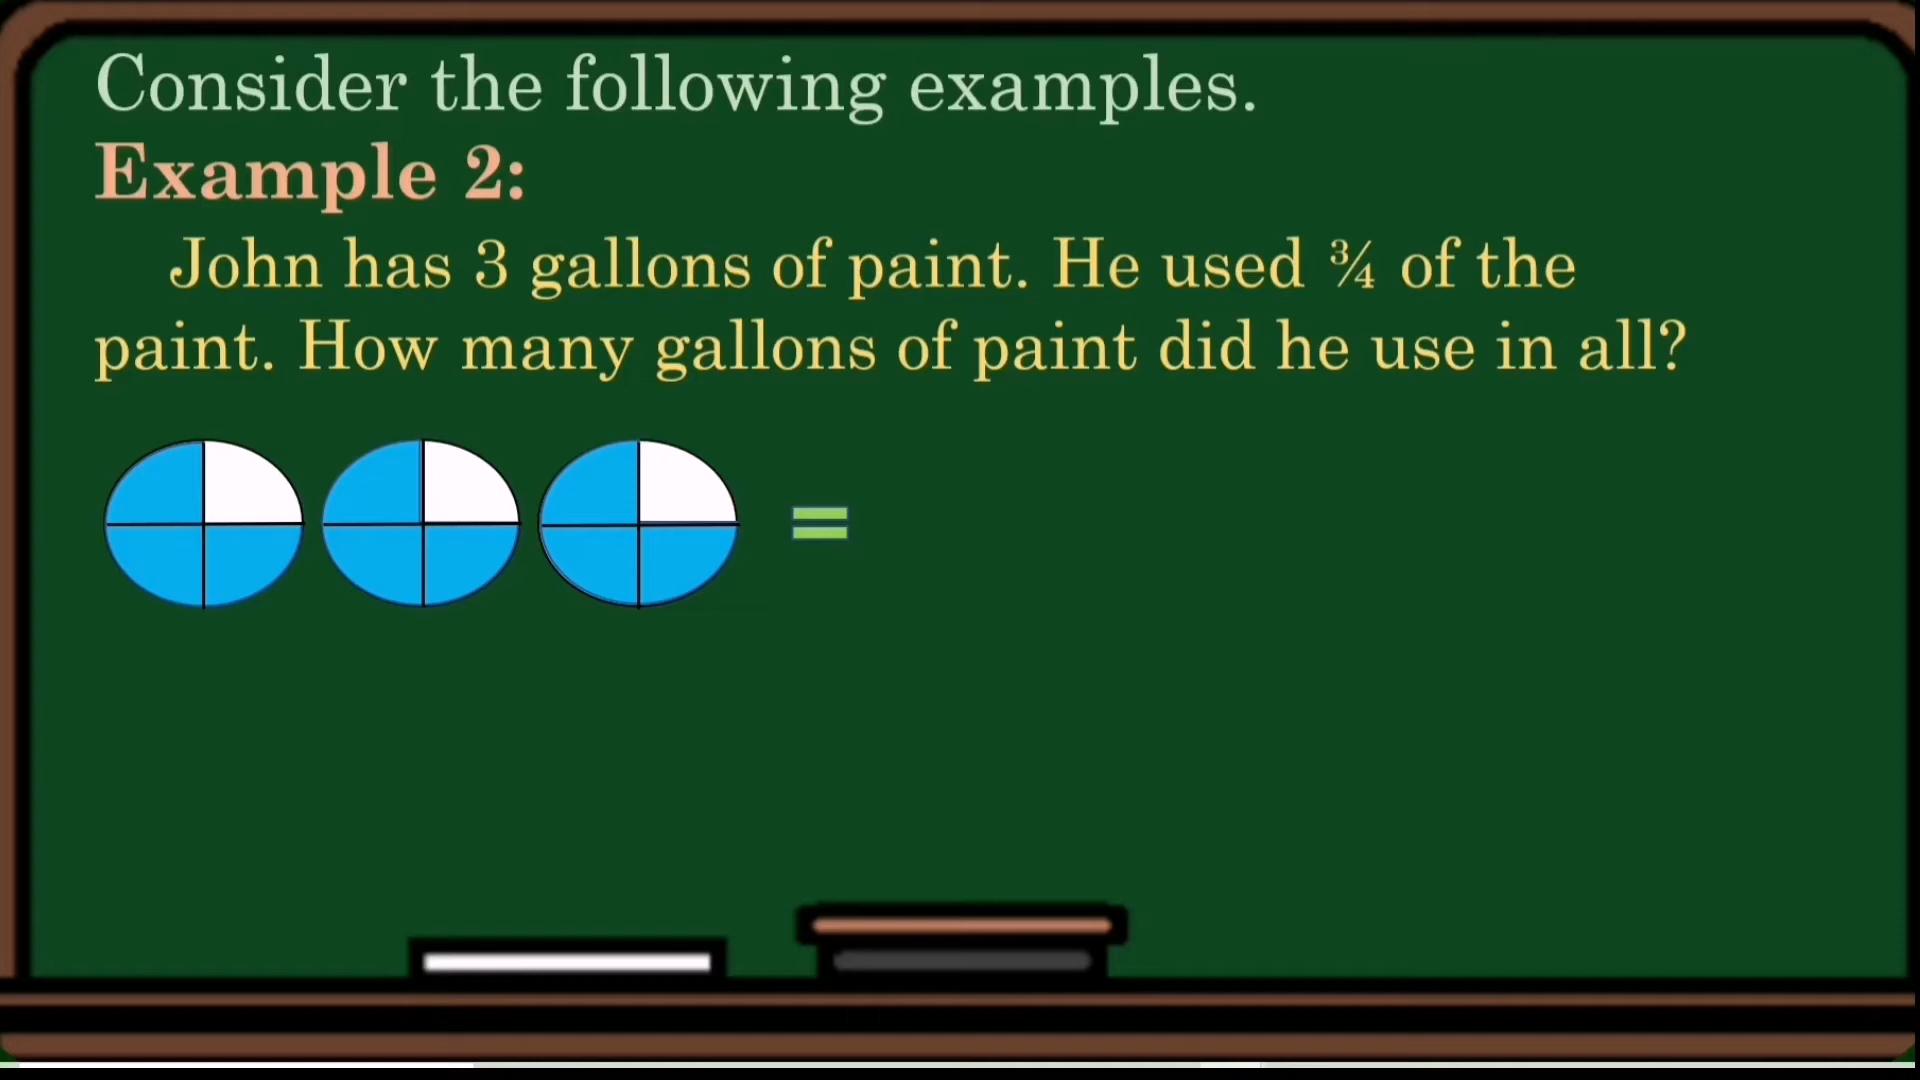 Consider the following examples.
Example 2:
John has 3 gallons of paint. He used ¾ of the
paint. How many gallons of paint did he use in all?
=